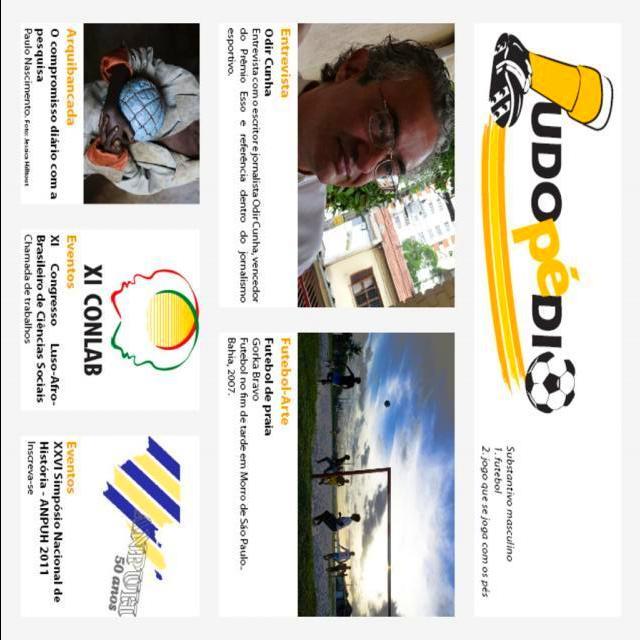 LUDOPÉDIO
Substantivo masculino
1. futebol
2. jogo que se joga com os pés
Entrevista
Odir Cunha
Entrevista com o escritor e jornalista Odir Cunha, vencedor
do Prêmio Esso e referência dentro do jornalismo
esportivo.
Futebol-Arte
Futebol de praia
Gorka Bravo
Futebol no fim de tarde em Morro de São Paulo..
Bahia, 2007.
Arquibancada
O compromisso diário com a
pesquisa
Paulo Nascimento. Foto: Jessica Hilltout
XI CONLAB
Eventos
XI Congresso Luso-Afro-
Brasileiro de Ciências Sociais
Chamada de trabalhos
ANPUH
50 anos
Eventos
XXVI Simpósio Nacional de
História - ANPUH 2011
Inscreva-se